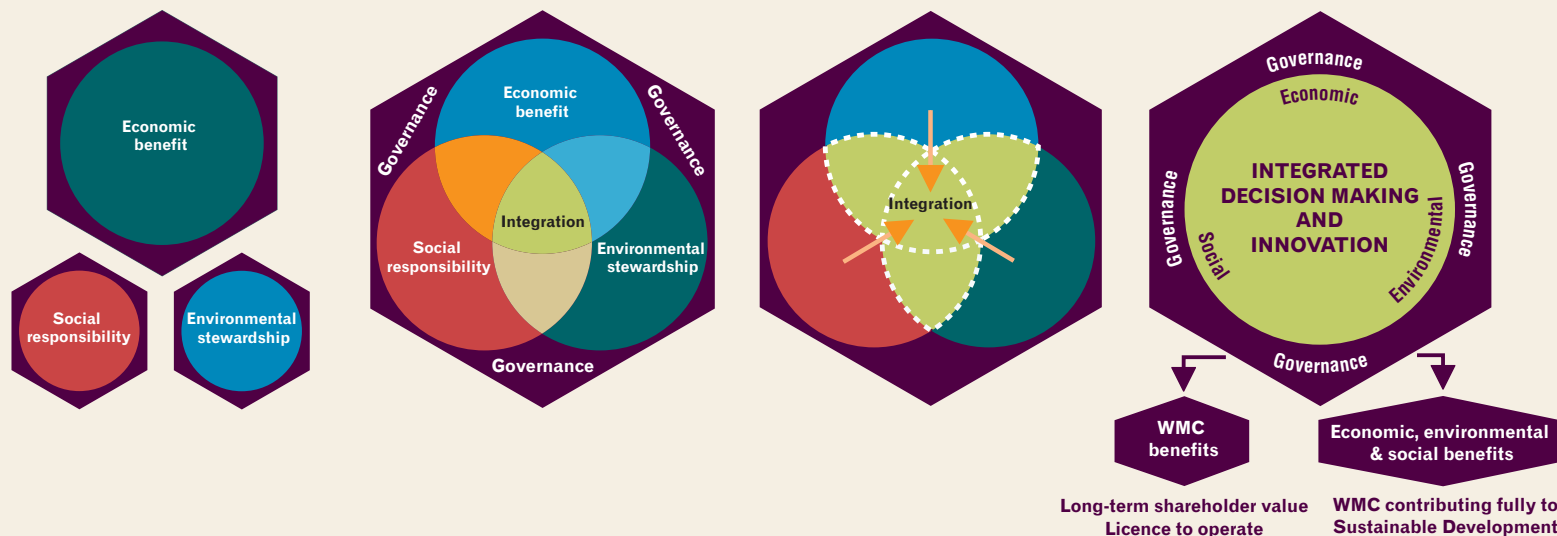 Economic
benefit
Social
responsibility
Environmental
stewardship
Governance
Governance
Economic
benefit
Integration
Social
responsibility
Environmental
stewardship
Governance
Integration
Governance
Economic
Governance
Governance
INTEGRATED
DECISION MAKING
AND
INNOVATION
Social
Environmental
Governance
WMC
benefits
Economic, environmental
& social benefits
Long-term shareholder value
Licence to operate
WMC contributing fully to
Sustainable Development